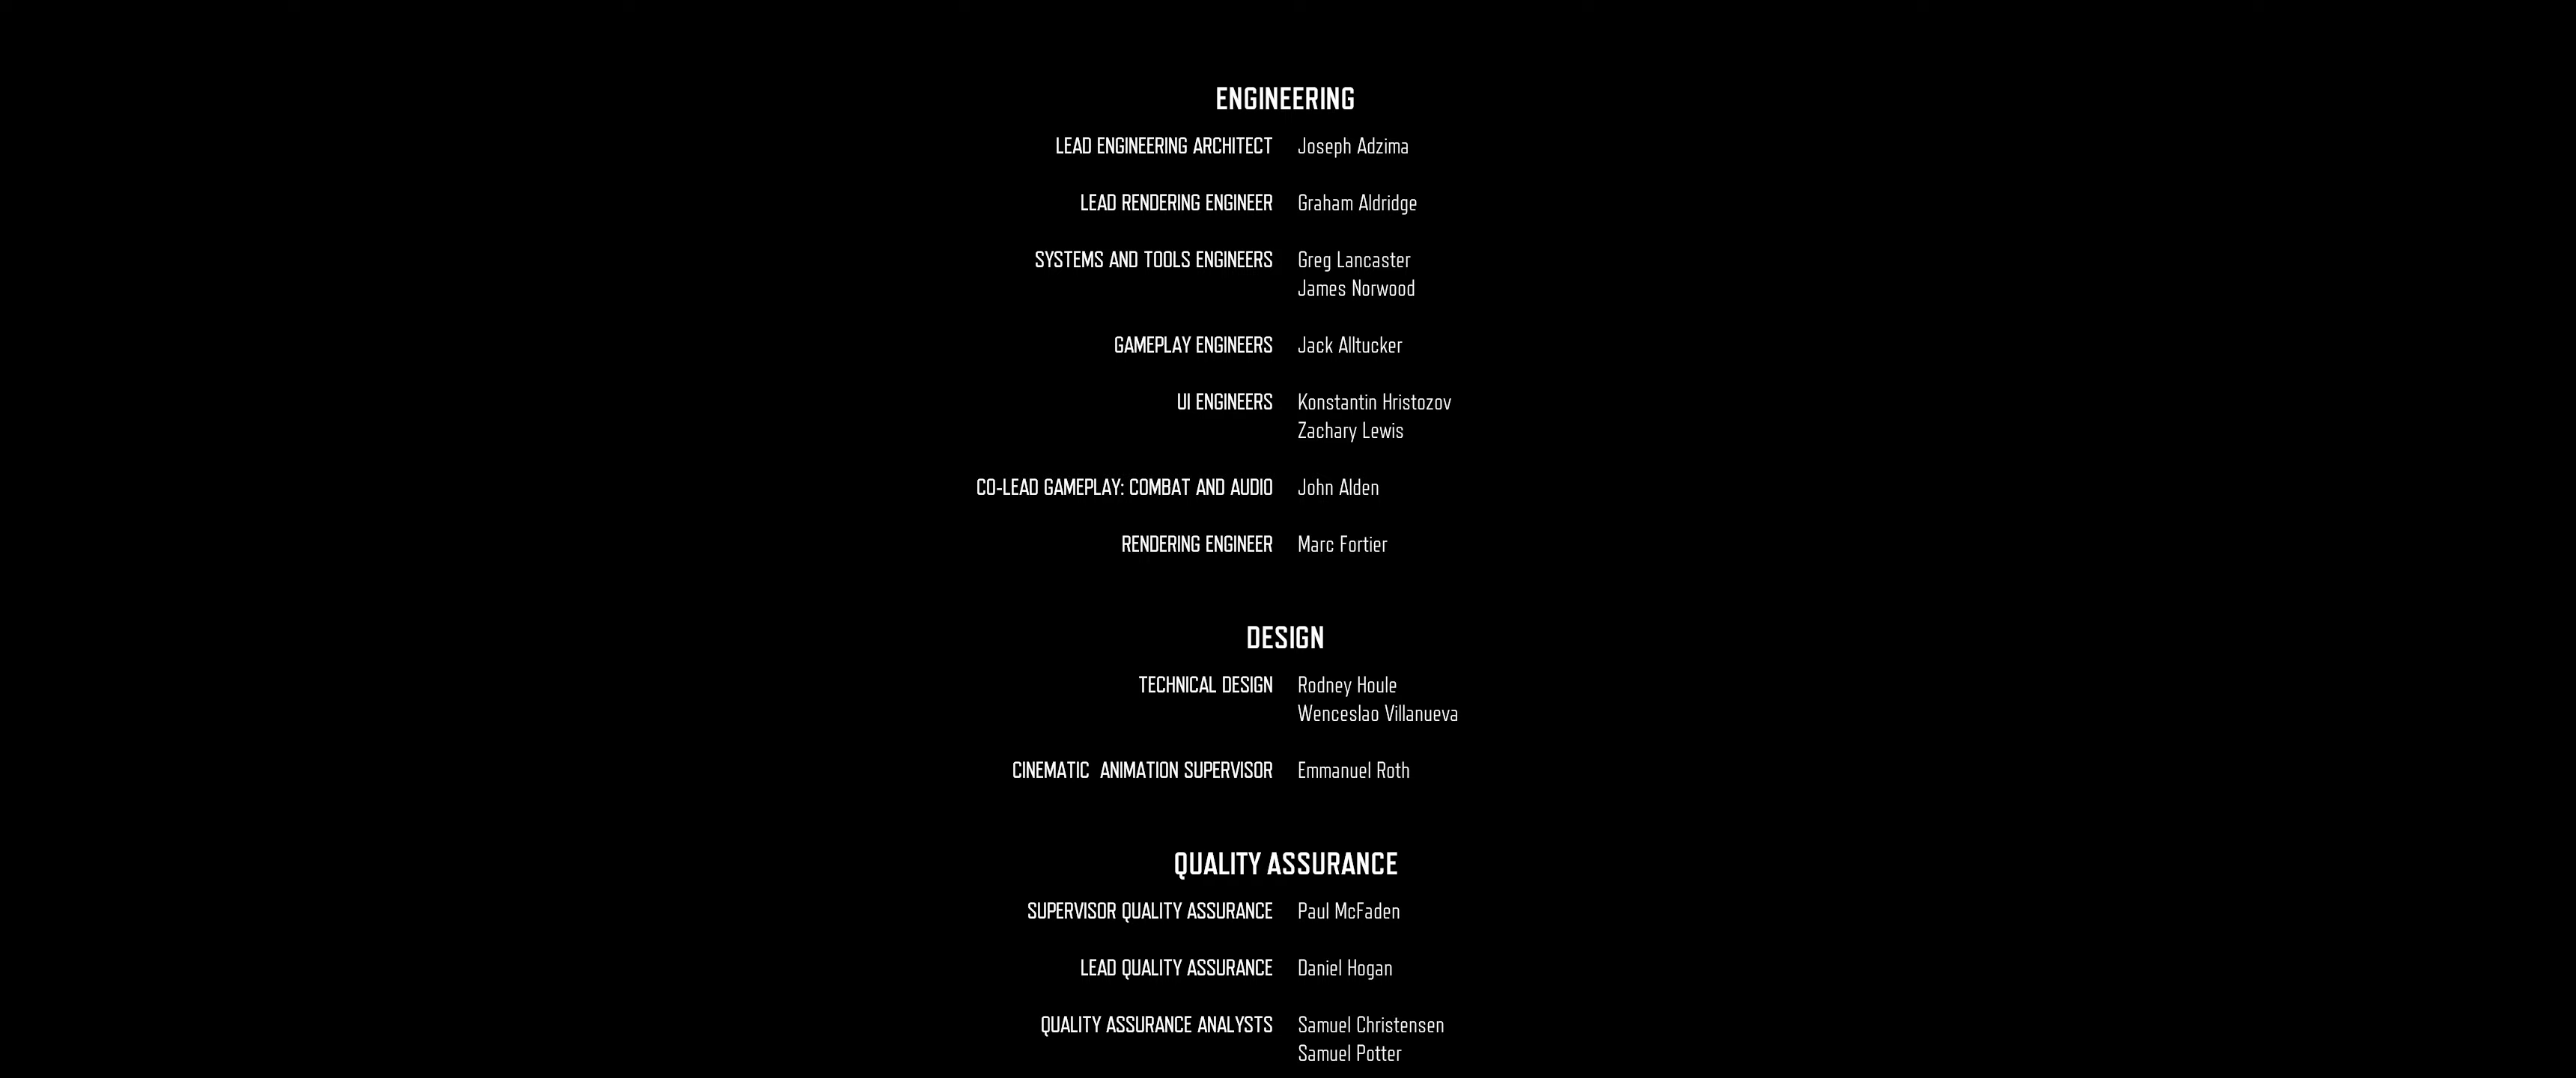 ENGINEERING
LEAD ENGINEERING ARCHITECT Joseph Adzima
LEAD RENDERING ENGINEER Graham Aldridge
SYSTEMS AND TOOLS ENGINEERS Greg Lancaster
James Norwood
GAMEPLAY ENGINEERS Jack Alltucker
UI ENGINEERS Konstantin Hristozov
Zachary Lewis
CO-LEAD GAMEPLAY: COMBAT AND AUDIO John Alden
RENDERING ENGINEER Marc Fortier
DESIGN
TECHNICAL DESIGN Rodney Houle
Wenceslao Villanueva
CINEMATIC  ANIMATION SUPERVISOR Emmanuel Roth
QUALITY ASSURANCE
SUPERVISOR QUALITY ASSURANCE Paul McFaden
LEAD QUALITY ASSURANCE Daniel Hogan
QUALITY ASSURANCE ANALYSTS Samuel Christensen
Samuel Potter